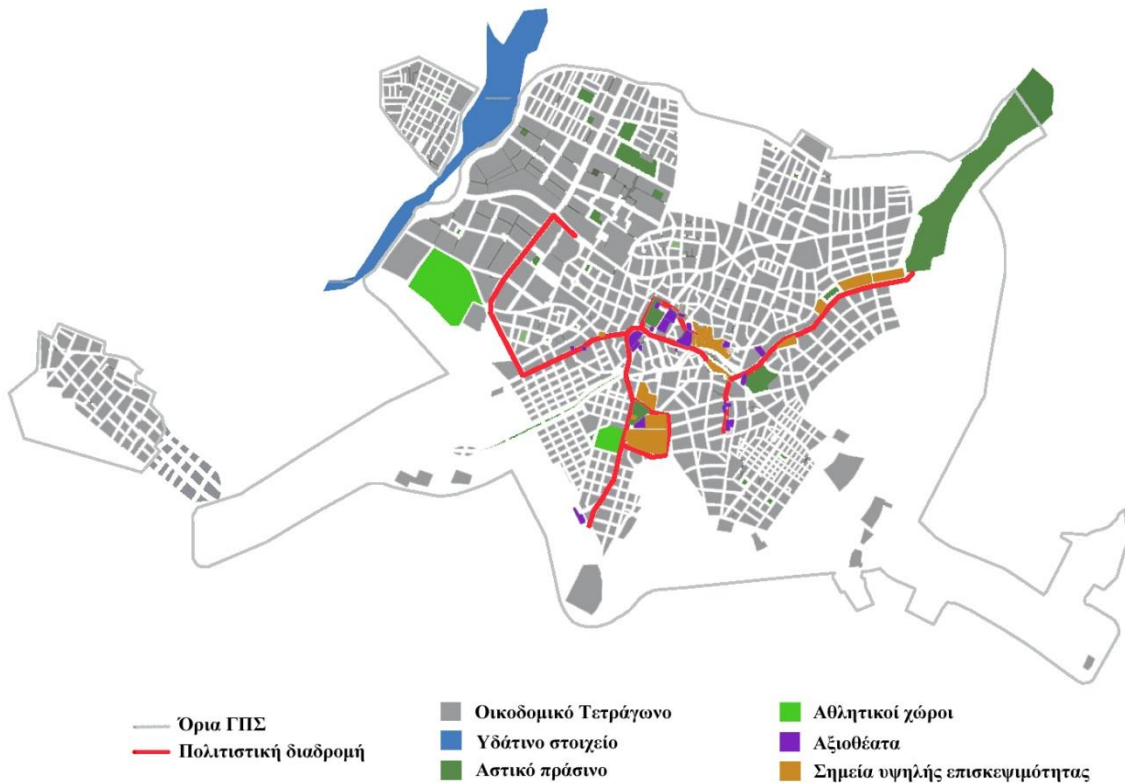 Όρια ΓΠΣ
Πολιτιστική διαδρομή
Οικοδομικό Τετράγωνο
Υδάτινο στοιχείο
Αστικό πράσινο
Αθλητικοί χώροι
Αξιοθέατα
Σημεία υψηλής επισκεψιμότητας